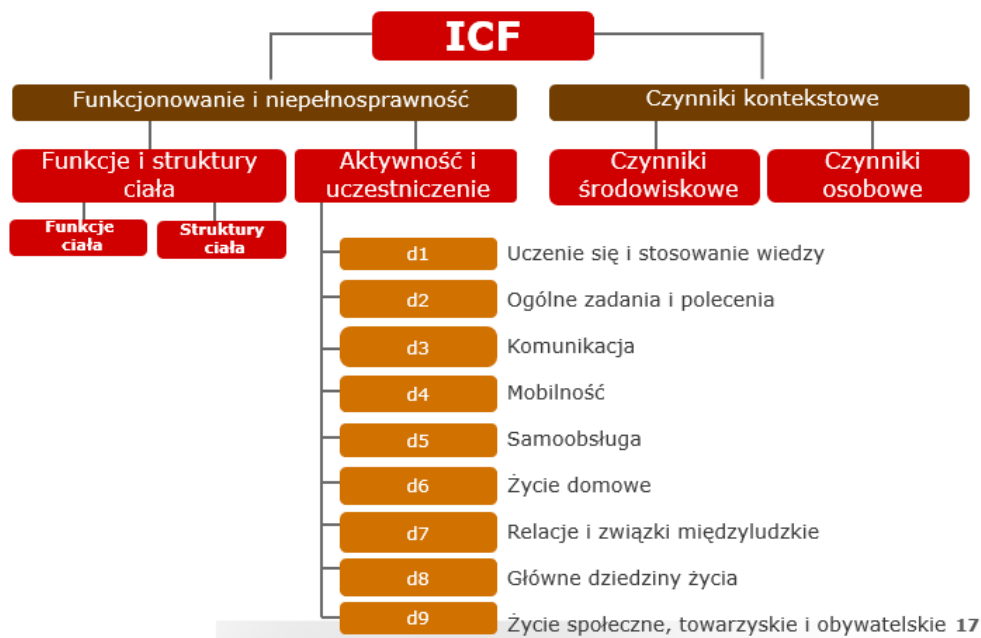 ICF
Funkcjonowanie i niepełnosprawność
Czynniki kontekstowe
Funkcje i struktury
ciała
Aktywność i
uczestniczenie
Czynniki
środowiskowe
Czynniki
osobowe
Funkcje
ciała
Struktury
ciała
d1 Uczenie się i stosowanie wiedzy
d2 Ogólne zadania i polecenia
d3 Komunikacja
d4 Mobilność
d5 Samoobsługa
d6 Życie domowe
d7 Relacje i związki międzyludzkie
d8 Główne dziedziny życia
d9 Życie społeczne, towarzyskie i obywatelskie 17